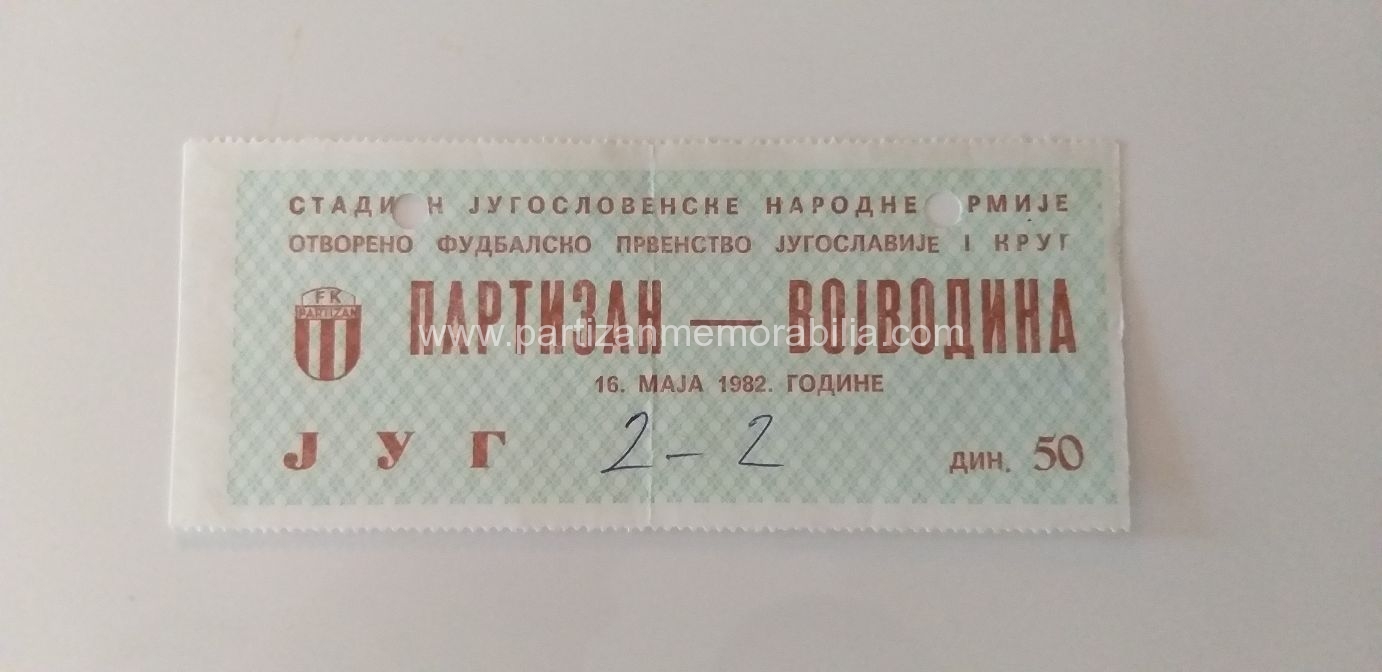 СТАДИ Н ЈУГОСЛОВЕНСКЕ НАРОДНЕ РМИЈЕ
ОТВОРЕНО ФУДБАЛСКО ПРВЕНСТВО ЈУГОСЛАВИЈЕ I КРУГ
FK
PARTIZAN
ПАРТИЗАН — ВОЈВОДИНА
www.partizanmemorabilia.com
16. МАЈА 1982. ГОДИНЕ
ЈУГ 2-2 ДИН. 50